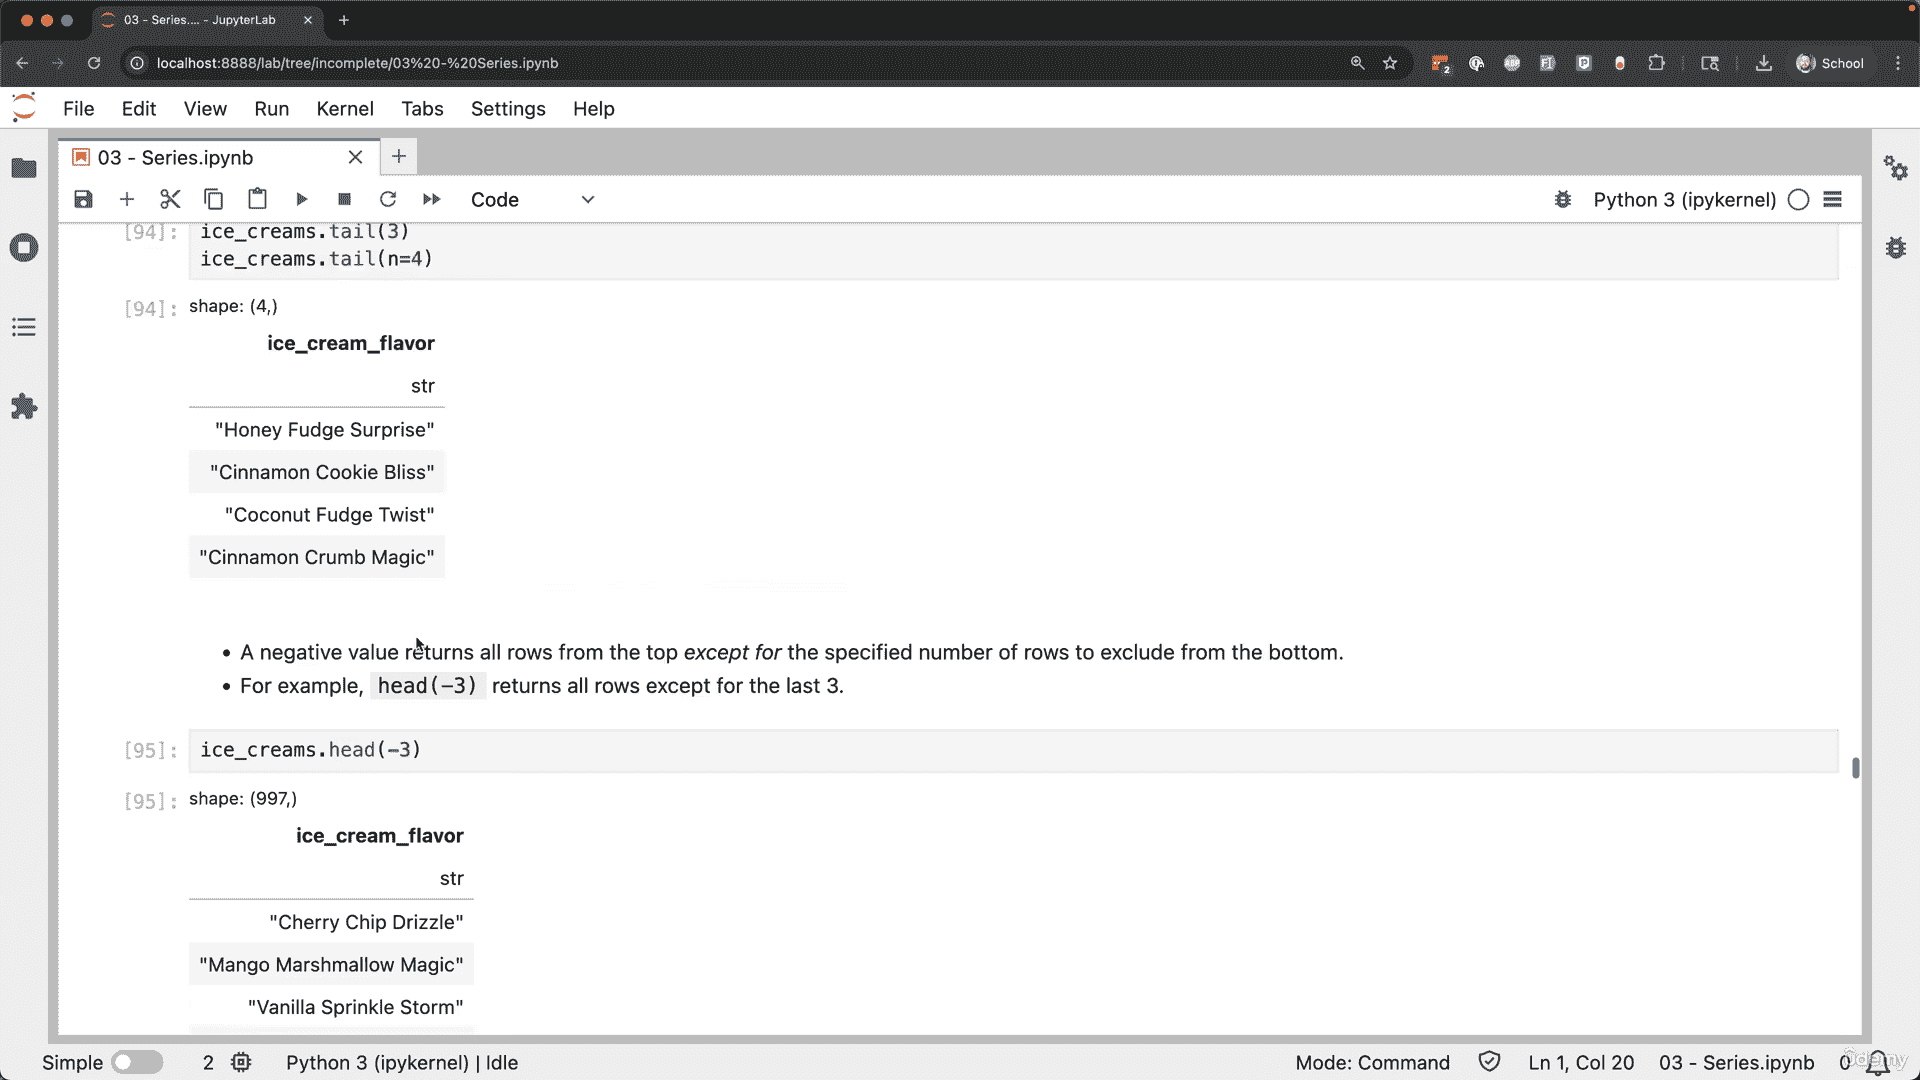 03 - Series.... - JupyterLab
localhost:8888/lab/tree/incomplete/03%20-%20Series.ipynb
2
School
File Edit View Run Kernel Tabs Settings Help
03 - Series.ipynb
Code
Python 3 (ipykernel)
[94]: ice_creams.tail(3)
ice_creams.tail(n=4)
[94]: shape: (4,)
ice_cream_flavor
str
"Honey Fudge Surprise"
"Cinnamon Cookie Bliss"
"Coconut Fudge Twist"
"Cinnamon Crumb Magic"
• A negative value returns all rows from the top except for the specified number of rows to exclude from the bottom.
• For example, head(-3) returns all rows except for the last 3.
[95]: ice_creams.head(-3)
[95]: shape: (997,)
ice_cream_flavor
str
"Cherry Chip Drizzle"
"Mango Marshmallow Magic"
"Vanilla Sprinkle Storm"
Simple 2 Python 3 (ipykernel) | Idle Mode: Command Ln 1, Col 20 03 - Series.ipynb 0
udemy